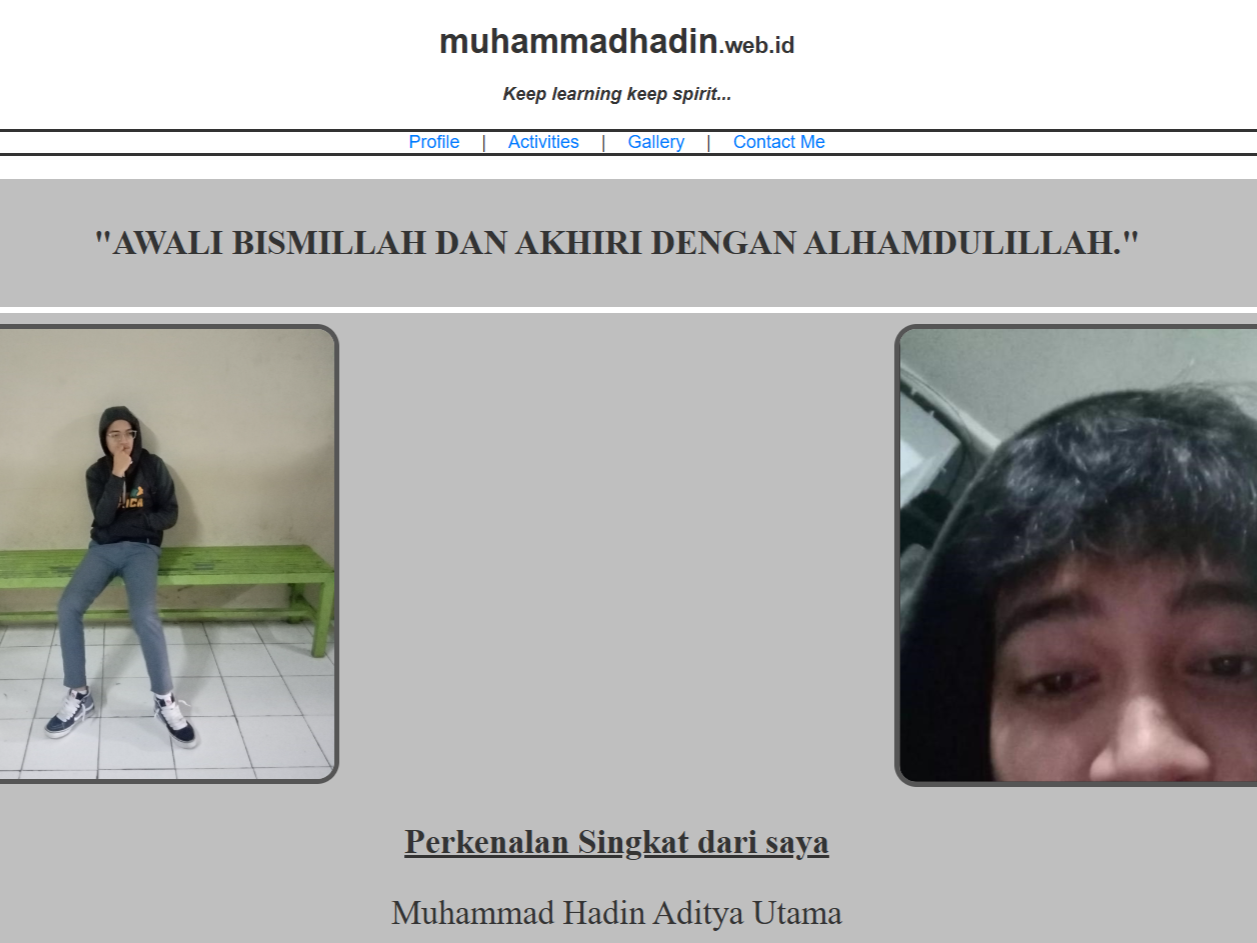 muhammadhadin.web.id
Keep learning keep spirit...
Profile | Activities | Gallery | Contact Me
"AWALI BISMILLAH DAN AKHIRI DENGAN ALHAMDULILLAH."
Perkenalan Singkat dari saya
Muhammad Hadin Aditya Utama